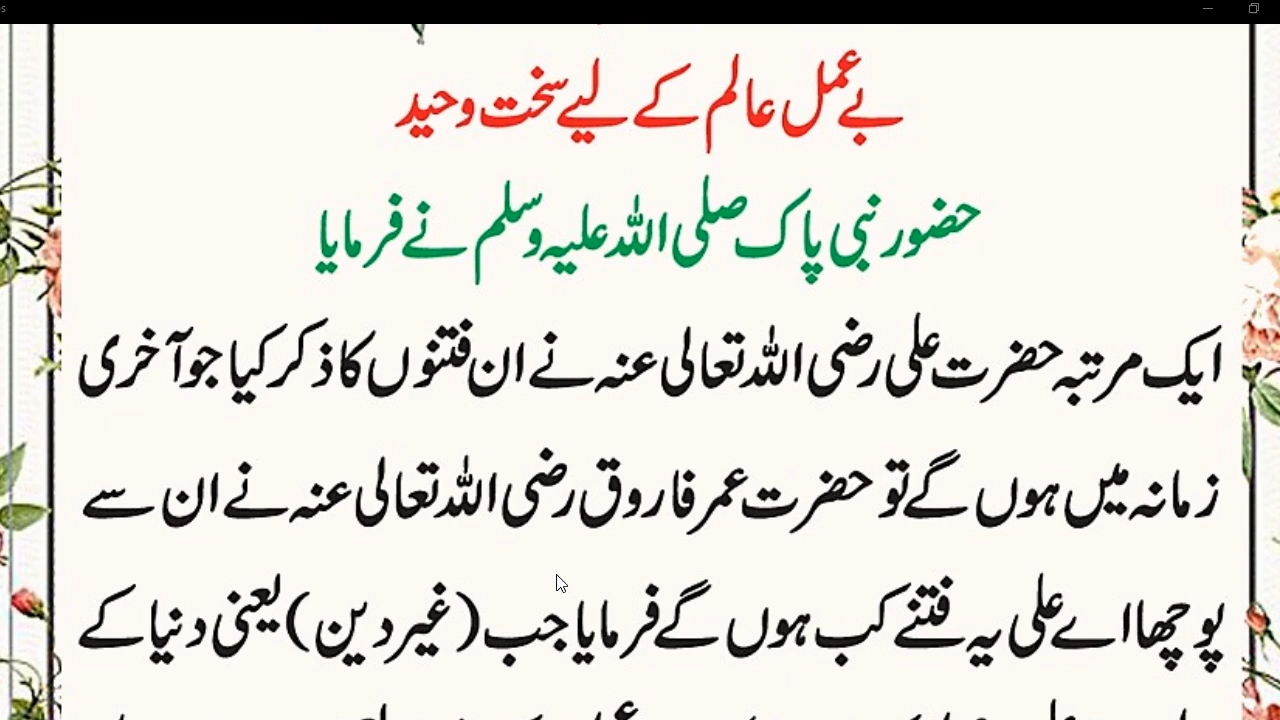 بے عمل عالم کے لیے سخت وحید
حضور نبی پاک صلی اللہ علیہ وسلم نے فرمایا
ایک مرتبہ حضرت علی رضی اللہ تعالی عنہ نے ان فتنوں کا ذکر کیا جو آخری
زمانہ میں ہوں گے تو حضرت عمر فاروق رضی اللہ تعالی عنہ نے ان سے
پوچھا اے علی یہ فتنے کب ہوں گے فرمایا جب (غیر دین) یعنی دنیا کے